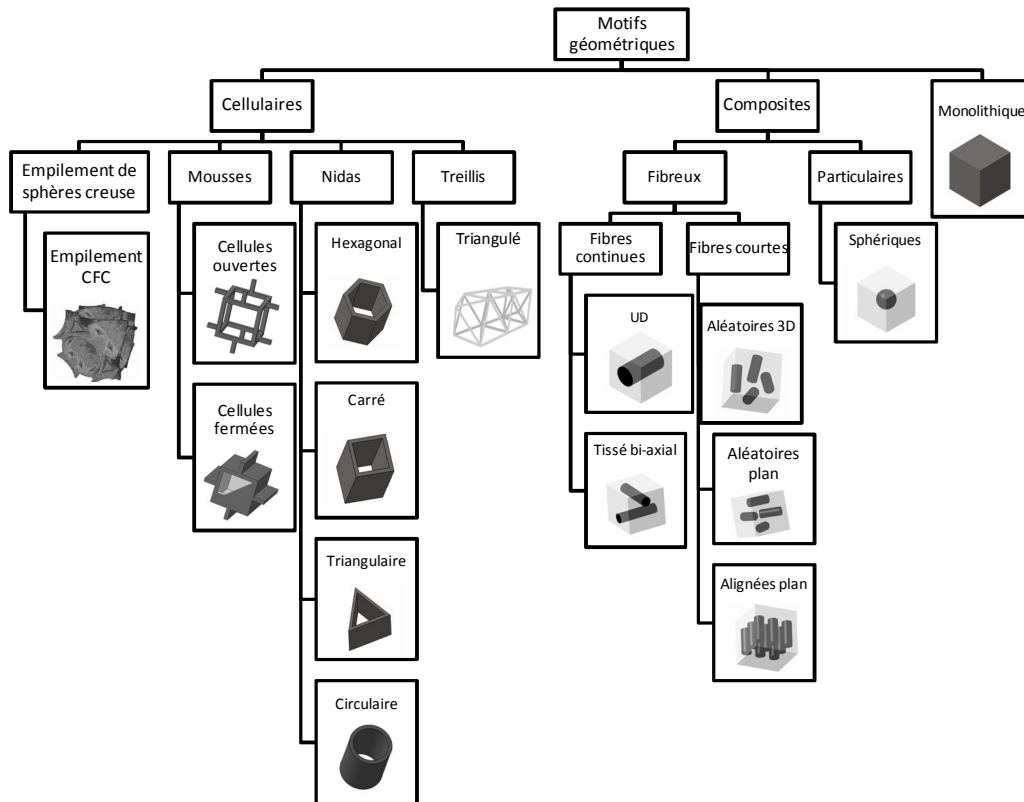 Motifs
géométriques
Cellulaires
Composites
Monolithique
Empilement de
sphères creuse
Mousses
Nidas
Treillis
Fibreux
Particulaires
Empilement
CFC
Cellules
ouvertes
Hexagonal
Triangulé
Fibres
continues
Fibres courtes
Sphériques
UD
Aléatoires 3D
Cellules
fermées
Carré
Tissé bi-axial
Aléatoires
plan
Triangulaire
Alignées plan
Circulaire